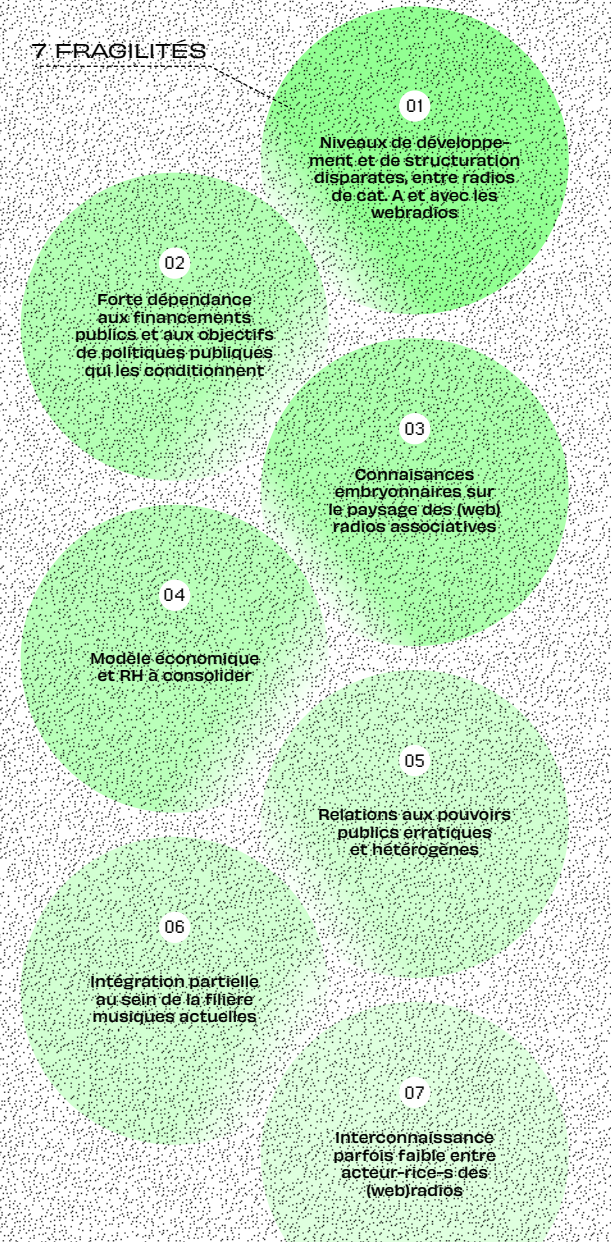 7 FRAGILITÉS
01
Niveaux de développe-
ment et de structuration
disparates, entre radios
de cat. A et avec les
webradios
02
Forte dépendance
aux financements
publics et aux objectifs
de politiques publiques
qui les conditionnent
03
Connaisances
embryonnaires sur
le paysage des (web)
radios associatives
04
Modèle économique
et RH à consolider
05
Relations aux pouvoirs
publics erratiques
et hétérogènes
06
Intégration partielle
au sein de la filière
musiques actuelles
07
Interconnaissance
parfois faible entre
acteur-rice-s des
(web)radios